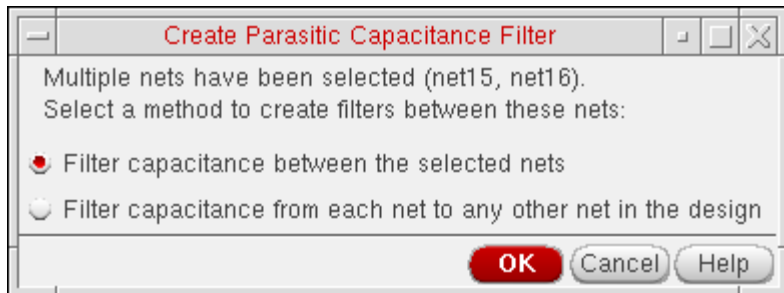 Create Parasitic Capacitance Filter
Multiple nets have been selected (net15, net16).
Select a method to create filters between these nets:
Filter capacitance between the selected nets
Filter capacitance from each net to any other net in the design
OK Cancel Help